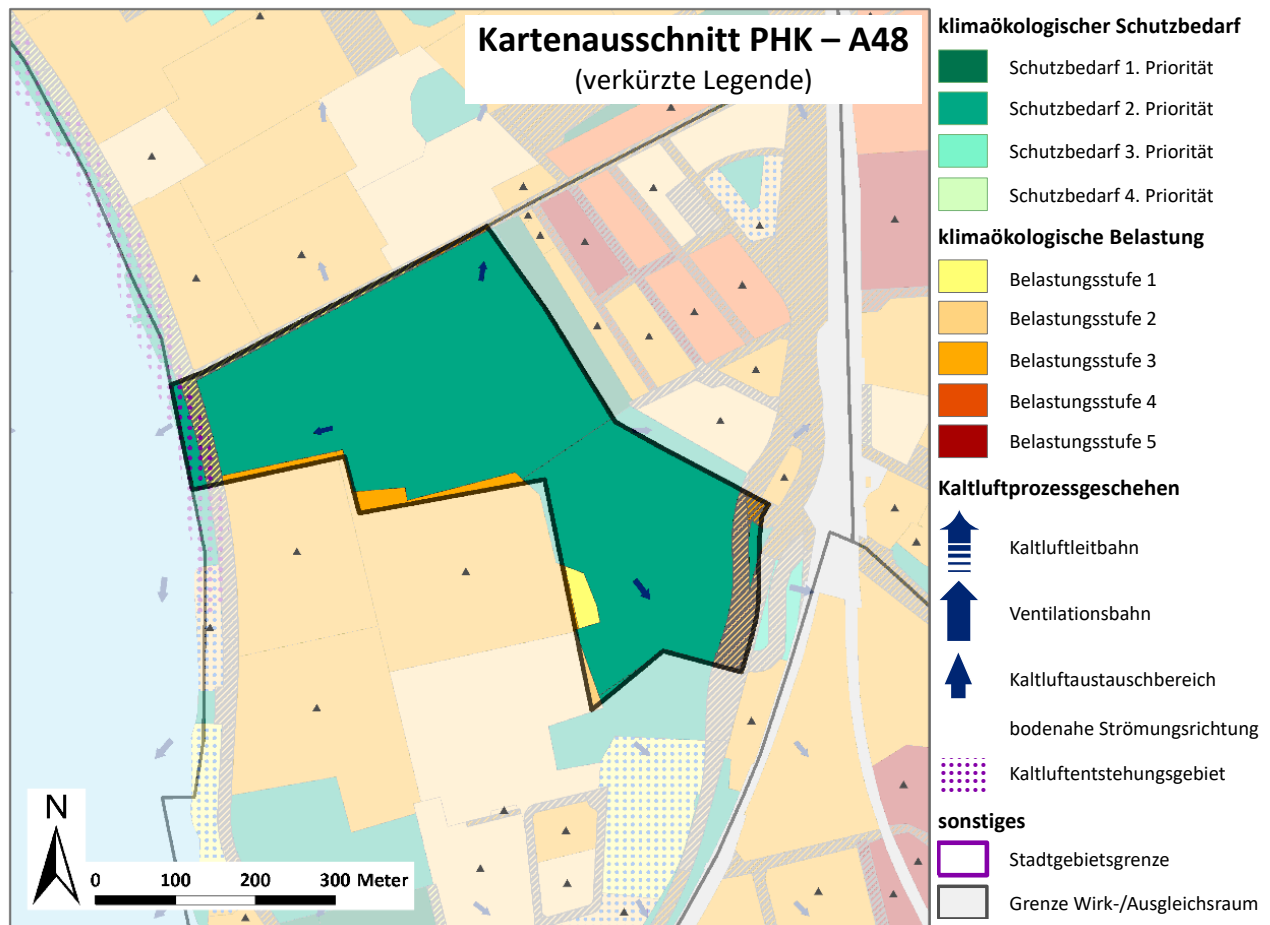 Kartenausschnitt PHK – A48
(verkürzte Legende)
klimaökologischer Schutzbedarf
Schutzbedarf 1. Priorität
Schutzbedarf 2. Priorität
Schutzbedarf 3. Priorität
Schutzbedarf 4. Priorität
klimaökologische Belastung
Belastungsstufe 1
Belastungsstufe 2
Belastungsstufe 3
Belastungsstufe 4
Belastungsstufe 5
Kaltluftprozessgeschehen
Kaltluftleitbahn
Ventilationsbahn
Kaltluftaustauschbereich
bodenahe Strömungsrichtung
Kaltluftentstehungsgebiet
sonstiges
Stadtgebietsgrenze
Grenze Wirk-/Ausgleichsraum
N
0 100 200 300 Meter